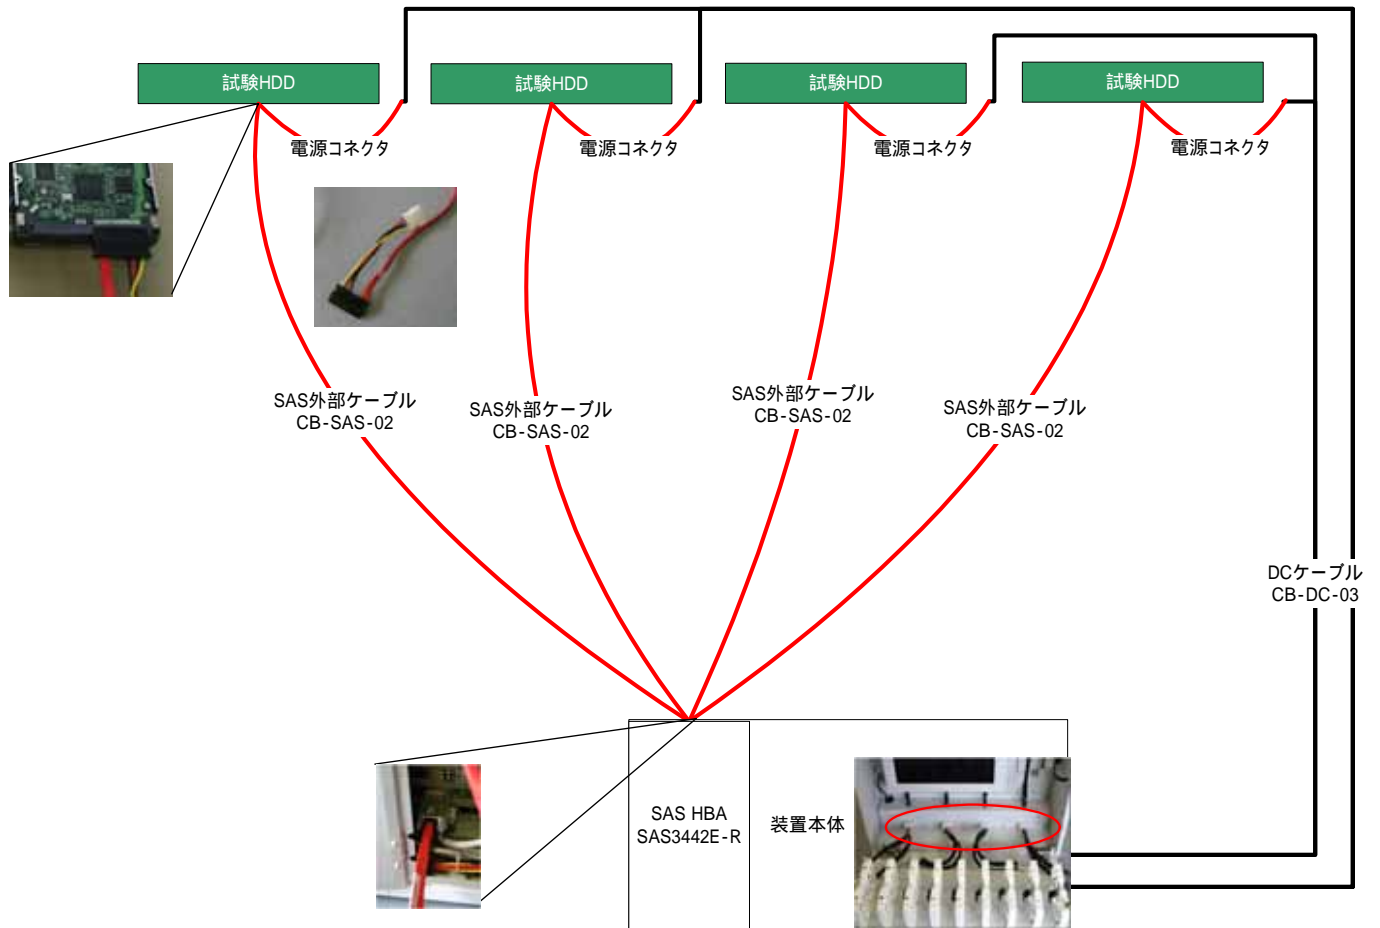 試験HDD
試験HDD
試験HDD
試験HDD
電源コネクタ
電源コネクタ
電源コネクタ
電源コネクタ
SAS外部ケーブル
CB-SAS-02
SAS外部ケーブル
CB-SAS-02
SAS外部ケーブル
CB-SAS-02
SAS外部ケーブル
CB-SAS-02
DCケーブル
CB-DC-03
SAS HBA
SAS3442E-R
装置本体